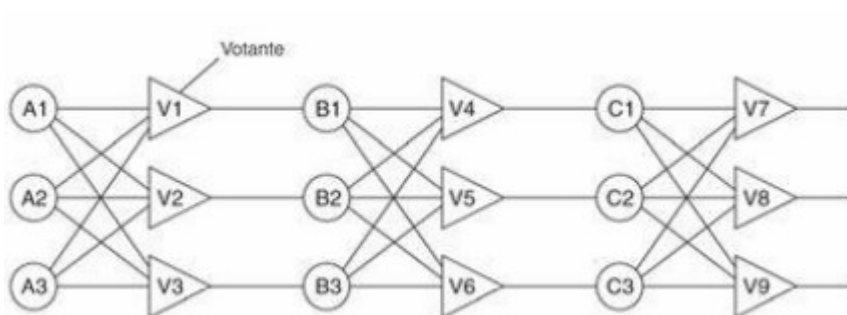 Votante
A1 V1 B1 V4 C1 V7
A2 V2 B2 V5 C2 V8
A3 V3 B3 V6 C3 V9